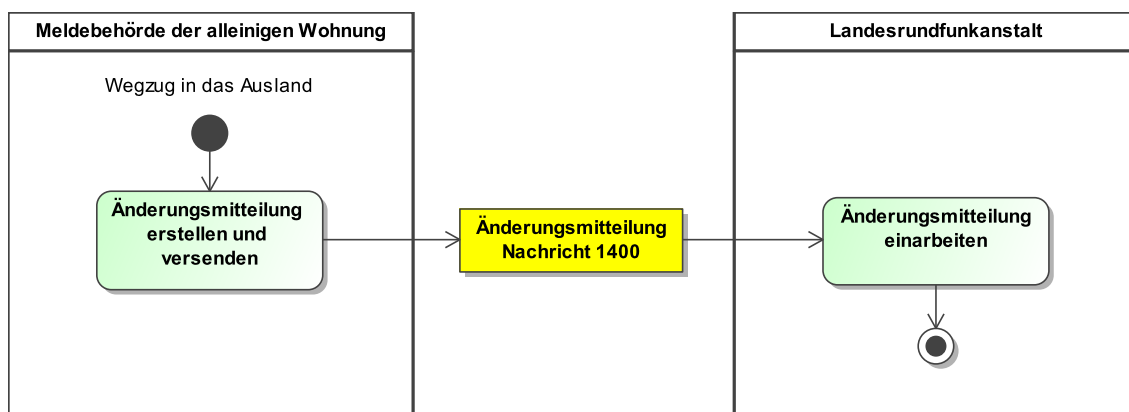 Meldebehörde der alleinigen Wohnung
Landesrundfunkanstalt
Wegzug in das Ausland
Änderungsmitteilung
erstellen und
versenden
Änderungsmitteilung
Nachricht 1400
Änderungsmitteilung
einarbeiten